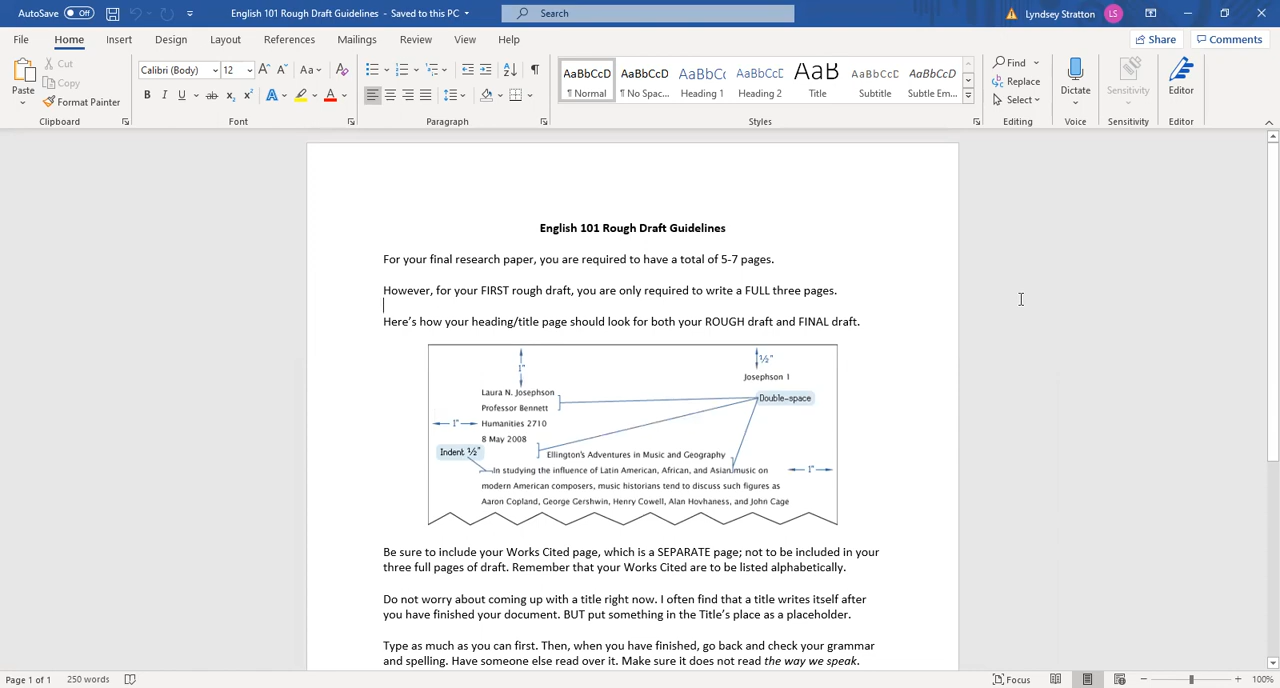 AutoSave Off English 101 Rough Draft Guidelines - Saved to this PC Search Lyndsey Stratton LS
File Home Insert Design Layout References Mailings Review View Help Share Comments
Paste Cut Copy Format Painter
Calibri (Body) 12 Aa
B I U ab x₂ x² A A
AaBbCcD AaBbCcD AaBbCc AaBbCcD AaB AaBbCcD AaBbCcD
¶ Normal ¶ No Spac... Heading 1 Heading 2 Title Subtitle Subtle Em...
Find Replace Select Dictate Sensitivity Editor
Clipboard Font Paragraph Styles Editing Voice Sensitivity Editor
English 101 Rough Draft Guidelines
For your final research paper, you are required to have a total of 5-7 pages.
However, for your FIRST rough draft, you are only required to write a FULL three pages.
Here's how your heading/title page should look for both your ROUGH draft and FINAL draft.
1" ½"
Josephson 1
Laura N. Josephson
Double-space
Professor Bennett
1" Humanities 2710
8 May 2008
Indent ½" Ellington's Adventures in Music and Geography
In studying the influence of Latin American, African, and Asian music on 1"
modern American composers, music historians tend to discuss such figures as
Aaron Copland, George Gershwin, Henry Cowell, Alan Hovhaness, and John Cage
Be sure to include your Works Cited page, which is a SEPARATE page; not to be included in your
three full pages of draft. Remember that your Works Cited are to be listed alphabetically.
Do not worry about coming up with a title right now. I often find that a title writes itself after
you have finished your document. BUT put something in the Title's place as a placeholder.
Type as much as you can first. Then, when you have finished, go back and check your grammar
and spelling. Have someone else read over it. Make sure it does not read the way we speak.
Page 1 of 1 250 words Focus 100%